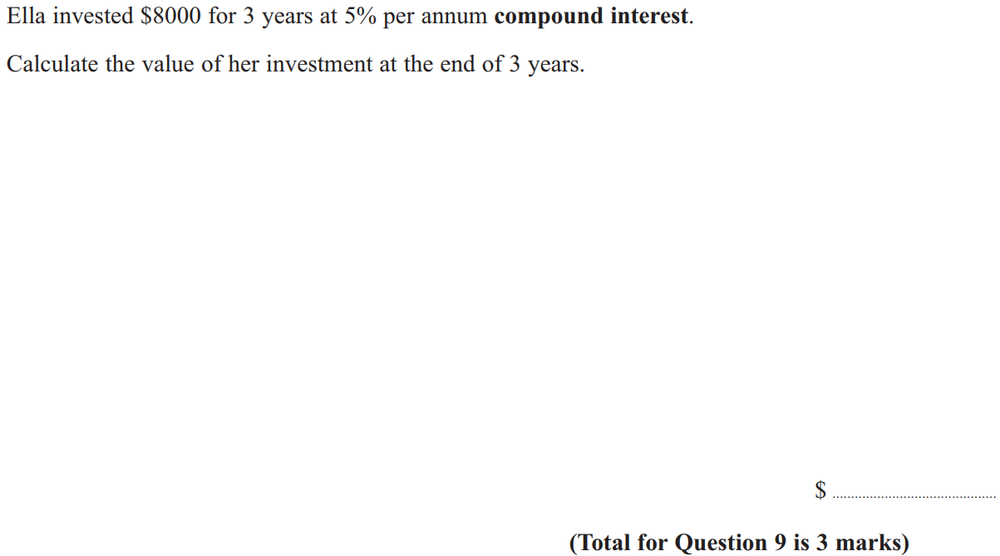 Ella invested $8000 for 3 years at 5% per annum compound interest.
Calculate the value of her investment at the end of 3 years.
$ ............................................
(Total for Question 9 is 3 marks)